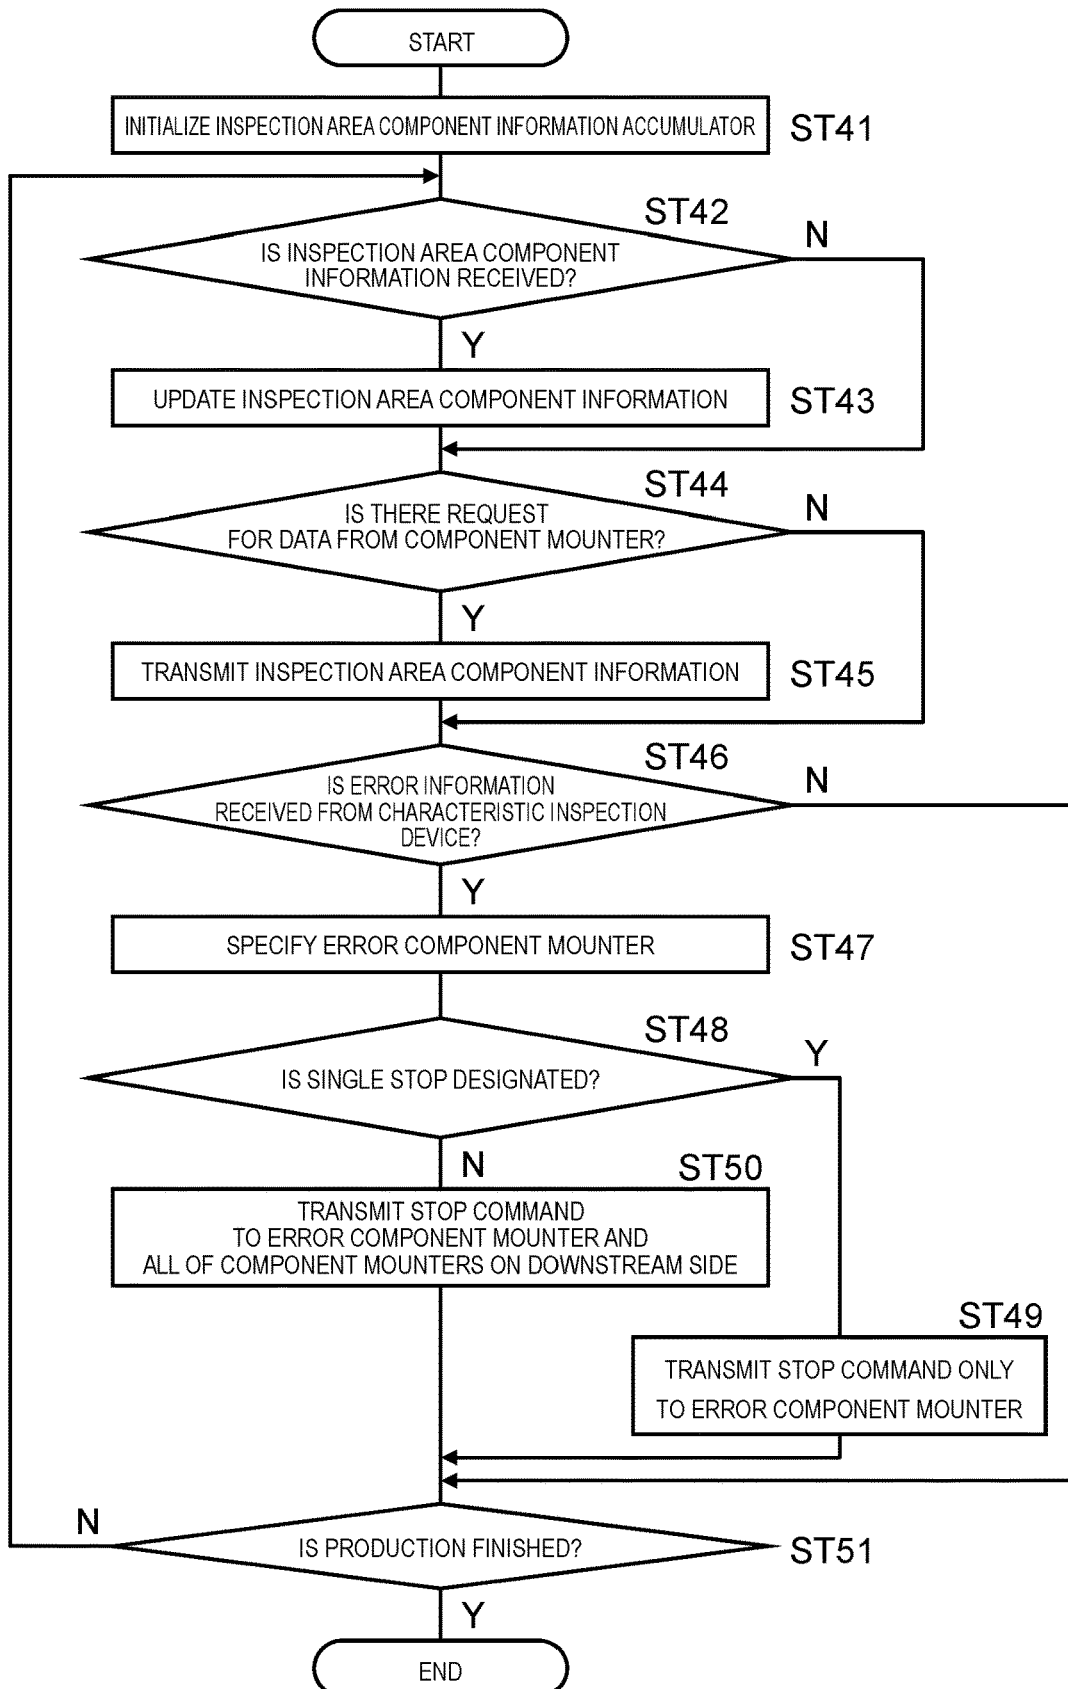 START
INITIALIZE INSPECTION AREA COMPONENT INFORMATION ACCUMULATOR
ST41
ST42
N
IS INSPECTION AREA COMPONENT
INFORMATION RECEIVED?
Y
UPDATE INSPECTION AREA COMPONENT INFORMATION
ST43
ST44
N
IS THERE REQUEST
FOR DATA FROM COMPONENT MOUNTER?
Y
TRANSMIT INSPECTION AREA COMPONENT INFORMATION
ST45
ST46
N
IS ERROR INFORMATION
RECEIVED FROM CHARACTERISTIC INSPECTION
DEVICE?
Y
SPECIFY ERROR COMPONENT MOUNTER
ST47
ST48
Y
IS SINGLE STOP DESIGNATED?
N
ST50
TRANSMIT STOP COMMAND
TO ERROR COMPONENT MOUNTER AND
ALL OF COMPONENT MOUNTERS ON DOWNSTREAM SIDE
ST49
TRANSMIT STOP COMMAND ONLY
TO ERROR COMPONENT MOUNTER
N
IS PRODUCTION FINISHED?
ST51
Y
END